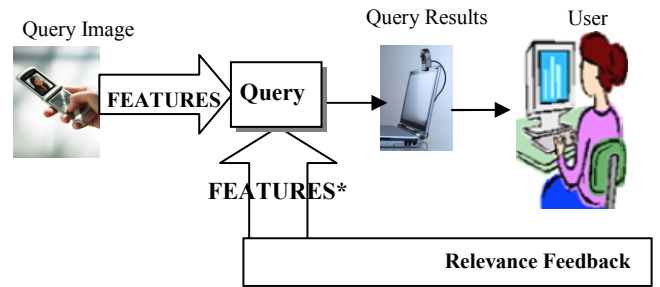 Query Image
Query Results
User
FEATURES
Query
FEATURES*
Relevance Feedback